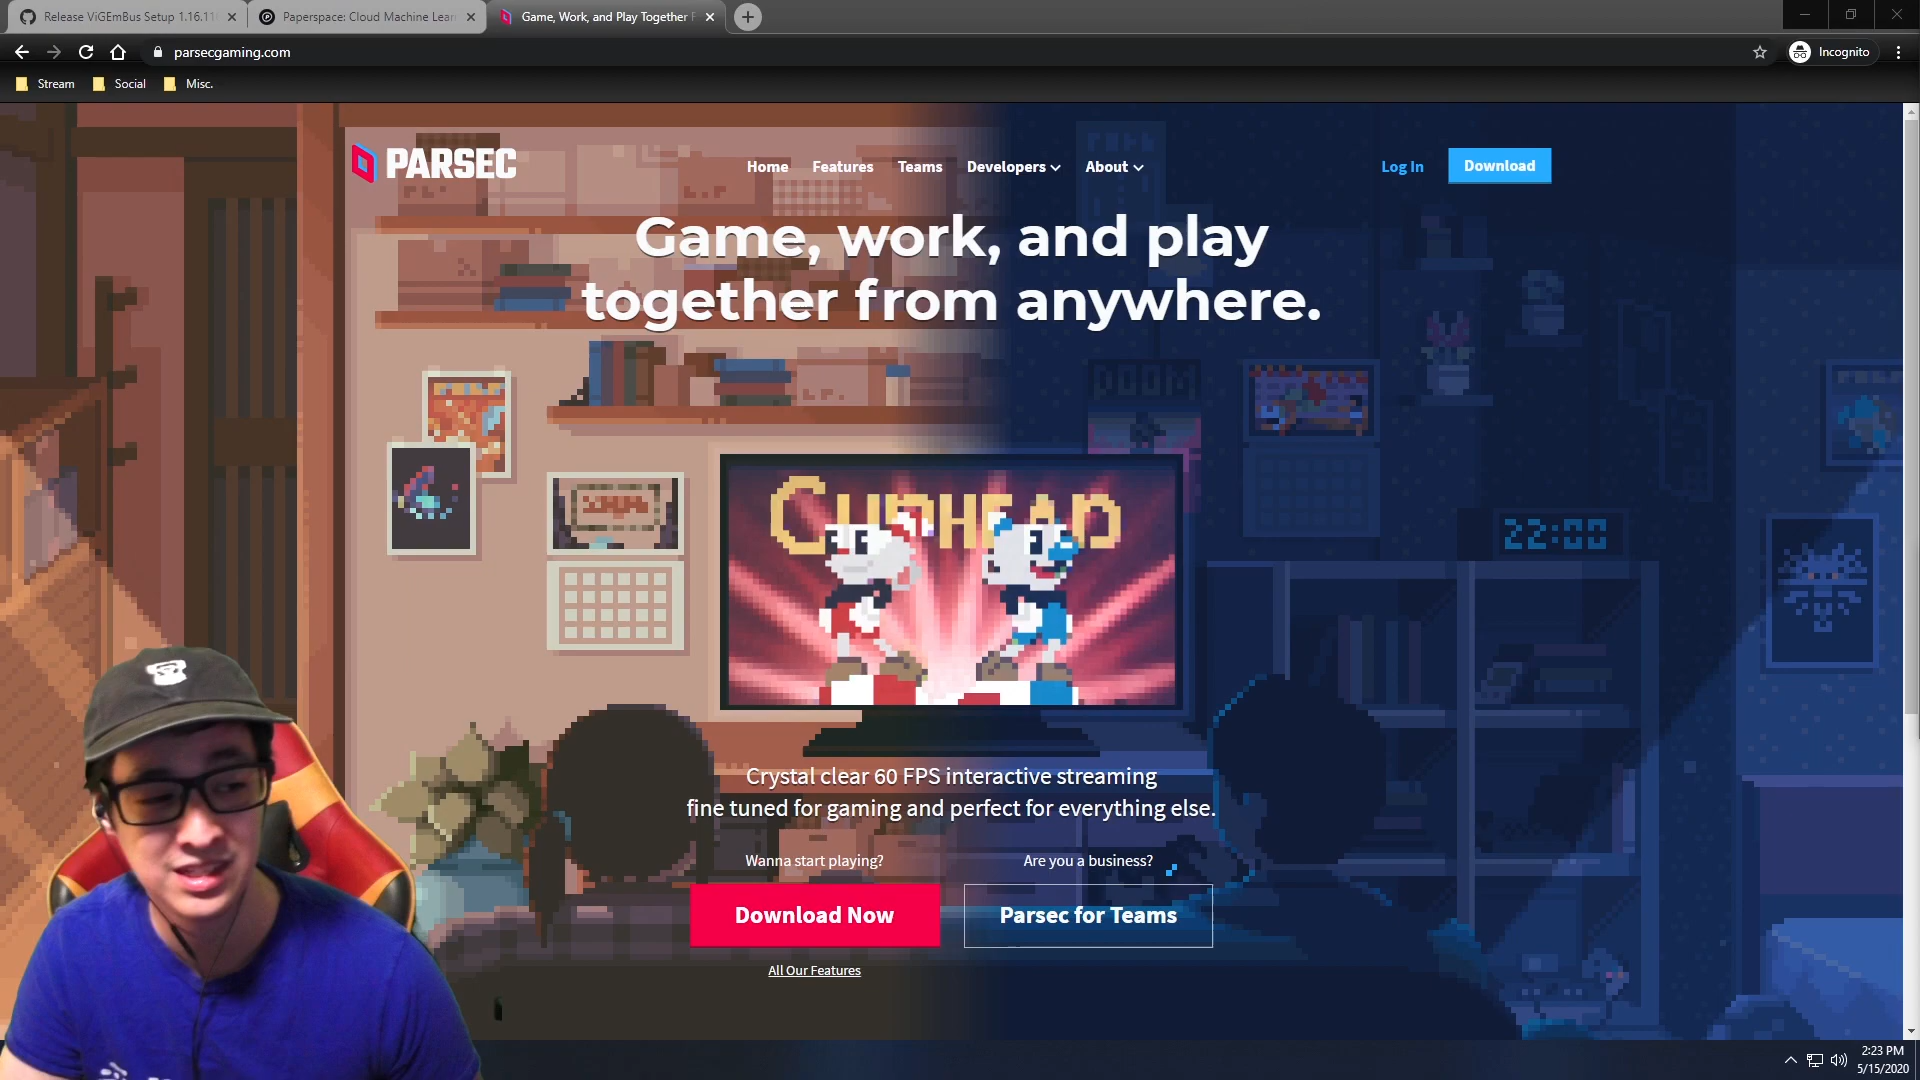 Release ViGEmBus Setup 1.16.11
Paperspace: Cloud Machine Lear
Game, Work, and Play Together F
parsecgaming.com
Incognito
Stream
Social
Misc.
PARSEC
Home
Features
Teams
Developers
About
Log In
Download
Game, work, and play
together from anywhere.
DOOM
CUPHEAD
22:00
Crystal clear 60 FPS interactive streaming
fine tuned for gaming and perfect for everything else.
Wanna start playing?
Are you a business?
Download Now
Parsec for Teams
All Our Features
2:23 PM
5/15/2020